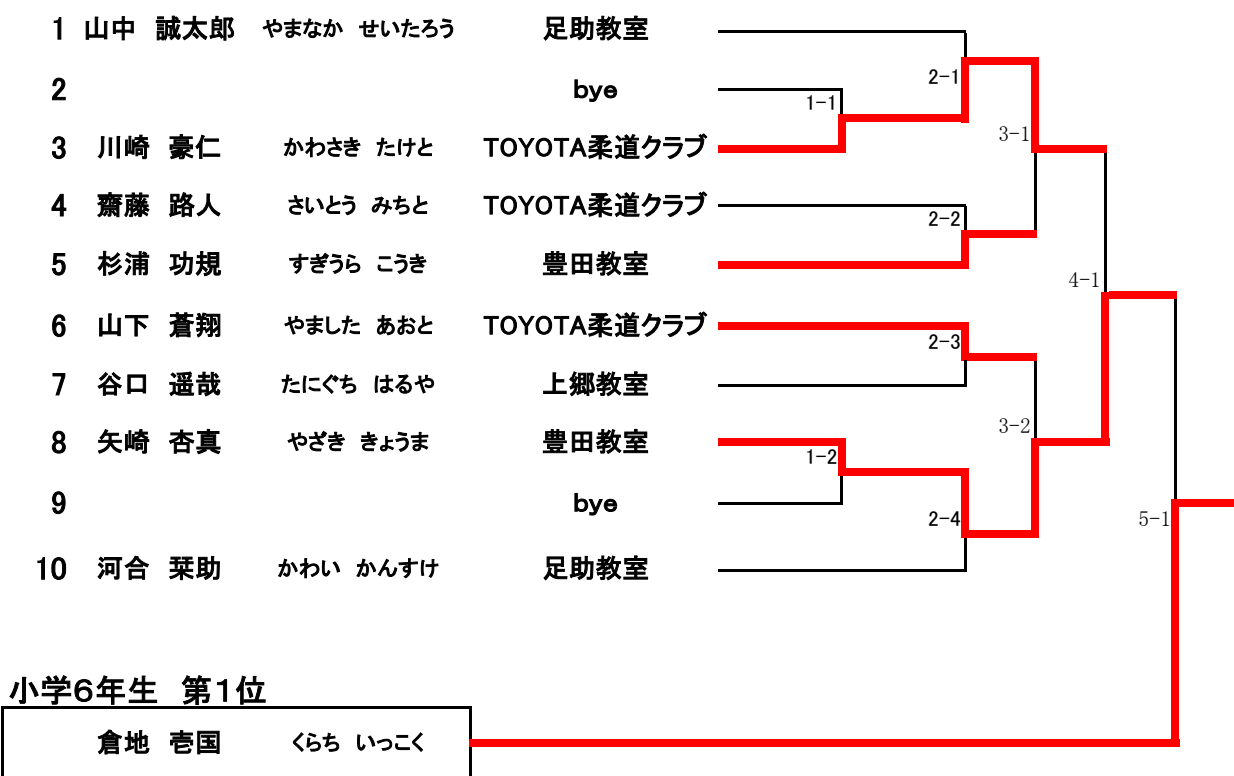 1 山中　誠太郎 やまなか　せいたろう 足助教室
2 bye
1-1
2-1
3 川崎　豪仁 かわさき　たけと TOYOTA柔道クラブ
3-1
4 齋藤　路人 さいとう　みちと TOYOTA柔道クラブ
2-2
5 杉浦　功規 すぎうら　こうき 豊田教室
4-1
6 山下　蒼翔 やました　あおと TOYOTA柔道クラブ
2-3
7 谷口　遥哉 たにぐち　はるや 上郷教室
3-2
8 矢崎　杏真 やざき　きょうま 豊田教室
1-2
9 bye
2-4
5-1
10 河合　栞助 かわい　かんすけ 足助教室
小学６年生　第１位
倉地　壱国 くらち　いっこく